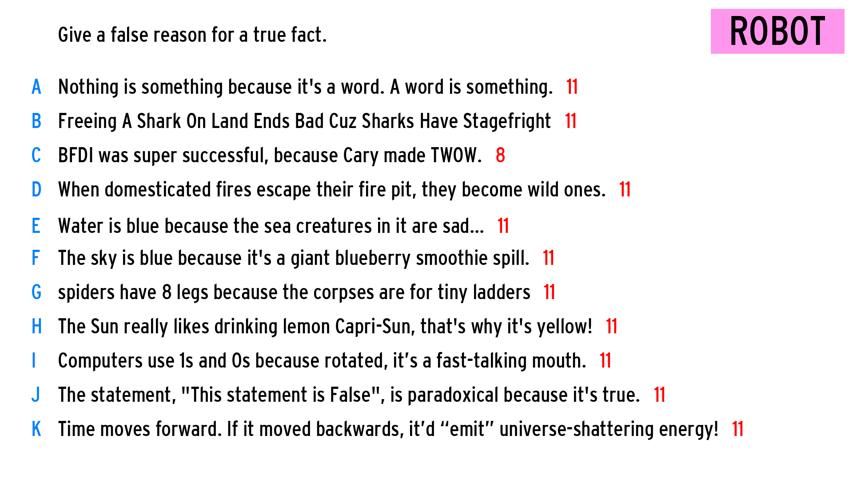 Give a false reason for a true fact.
ROBOT
A Nothing is something because it's a word. A word is something. 11
B Freeing A Shark On Land Ends Bad Cuz Sharks Have Stagefright 11
C BFDI was super successful, because Cary made TWOW. 8
D When domesticated fires escape their fire pit, they become wild ones. 11
E Water is blue because the sea creatures in it are sad... 11
F The sky is blue because it's a giant blueberry smoothie spill. 11
G spiders have 8 legs because the corpses are for tiny ladders 11
H The Sun really likes drinking lemon Capri-Sun, that's why it's yellow! 11
I Computers use 1s and 0s because rotated, it’s a fast-talking mouth. 11
J The statement, "This statement is False", is paradoxical because it's true. 11
K Time moves forward. If it moved backwards, it’d “emit” universe-shattering energy! 11